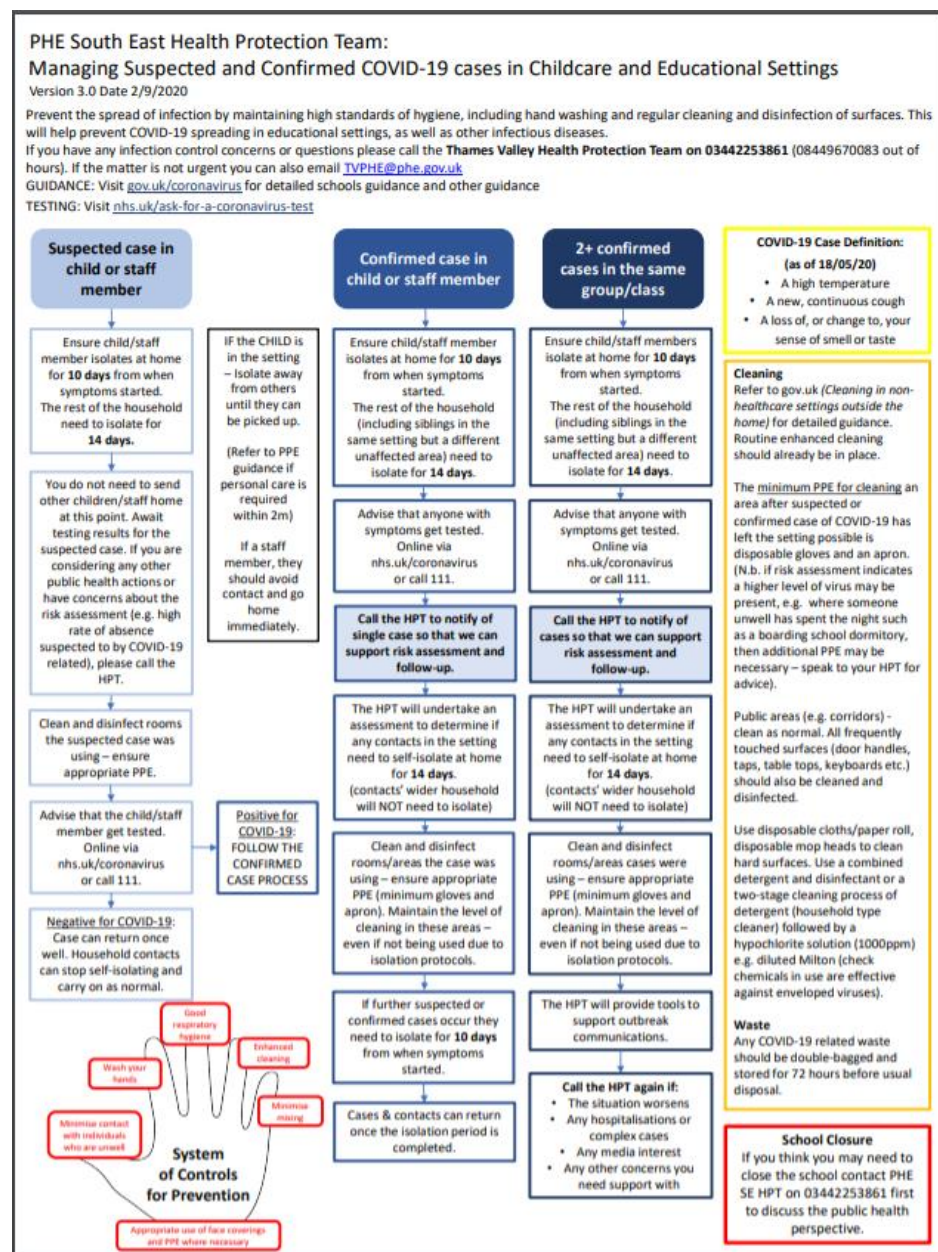 PHE South East Health Protection Team:
Managing Suspected and Confirmed COVID-19 cases in Childcare and Educational Settings
Version 3.0 Date 2/9/2020
Prevent the spread of infection by maintaining high standards of hygiene, including hand washing and regular cleaning and disinfection of surfaces. This
will help prevent COVID-19 spreading in educational settings, as well as other infectious diseases.
If you have any infection control concerns or questions please call the Thames Valley Health Protection Team on 03442253861 (08449670083 out of
hours). If the matter is not urgent you can also email TVPHE@phe.gov.uk
GUIDANCE: Visit gov.uk/coronavirus for detailed schools guidance and other guidance
TESTING: Visit nhs.uk/ask-for-a-coronavirus-test
Suspected case in
child or staff
member
Ensure child/staff
member isolates at home
for 10 days from when
symptoms started.
The rest of the household
need to isolate for
14 days.
You do not need to send
other children/staff home
at this point. Await
testing results for the
suspected case. If you are
considering any other
public health actions or
have concerns about the
risk assessment (e.g. high
rate of absence
suspected to by COVID-19
related), please call the
HPT.
Clean and disinfect rooms
the suspected case was
using – ensure
appropriate PPE.
Advise that the child/staff
member get tested.
Online via
nhs.uk/coronavirus
or call 111.
Negative for COVID-19:
Case can return once
well. Household contacts
can stop self-isolating and
carry on as normal.
IF the CHILD is
in the setting
– Isolate away
from others
until they can
be picked up.
(Refer to PPE
guidance if
personal care is
required
within 2m)
If a staff
member, they
should avoid
contact and go
home
immediately.
Positive for
COVID-19:
FOLLOW THE
CONFIRMED
CASE PROCESS
Confirmed case in
child or staff member
Ensure child/staff member
isolates at home for 10 days
from when symptoms
started.
The rest of the household
(including siblings in the
same setting but a different
unaffected area) need to
isolate for 14 days.
Advise that anyone with
symptoms get tested.
Online via
nhs.uk/coronavirus
or call 111.
Call the HPT to notify of
single case so that we can
support risk assessment and
follow-up.
The HPT will undertake an
assessment to determine if
any contacts in the setting
need to self-isolate at home
for 14 days.
(contacts' wider household
will NOT need to isolate)
Clean and disinfect
rooms/areas the case was
using – ensure appropriate
PPE (minimum gloves and
apron). Maintain the level of
cleaning in these areas –
even if not being used due to
isolation protocols.
If further suspected or
confirmed cases occur they
need to isolate for 10 days
from when symptoms
started.
Cases & contacts can return
once the isolation period is
completed.
2+ confirmed
cases in the same
group/class
Ensure child/staff members
isolate at home for 10 days
from when symptoms
started.
The rest of the household
(including siblings in the
same setting but a different
unaffected area) need to
isolate for 14 days.
Advise that anyone with
symptoms get tested.
Online via
nhs.uk/coronavirus
or call 111.
Call the HPT to notify of
cases so that we can support
risk assessment and
follow-up.
The HPT will undertake an
assessment to determine if
any contacts in the setting
need to self-isolate at home
for 14 days.
(contacts' wider household
will NOT need to isolate)
Clean and disinfect
rooms/areas cases were
using – ensure appropriate
PPE (minimum gloves and
apron). Maintain the level of
cleaning in these areas –
even if not being used due to
isolation protocols.
The HPT will provide tools to
support outbreak
communications.
Call the HPT again if:
• The situation worsens
• Any hospitalisations or
complex cases
• Any media interest
• Any other concerns you
need support with
COVID-19 Case Definition:
(as of 18/05/20)
• A high temperature
• A new, continuous cough
• A loss of, or change to, your
sense of smell or taste
Cleaning
Refer to gov.uk (Cleaning in non-
healthcare settings outside the
home) for detailed guidance.
Routine enhanced cleaning
should already be in place.
The minimum PPE for cleaning an
area after suspected or
confirmed case of COVID-19 has
left the setting possible is
disposable gloves and an apron.
(N.b. if risk assessment indicates
a higher level of virus may be
present, e.g. where someone
unwell has spent the night such
as a boarding school dormitory,
then additional PPE may be
necessary – speak to your HPT for
advice).
Public areas (e.g. corridors) -
clean as normal. All frequently
touched surfaces (door handles,
taps, table tops, keyboards etc.)
should also be cleaned and
disinfected.
Use disposable cloths/paper roll,
disposable mop heads to clean
hard surfaces. Use a combined
detergent and disinfectant or a
two-stage cleaning process of
detergent (household type
cleaner) followed by a
hypochlorite solution (1000ppm)
e.g. diluted Milton (check
chemicals in use are effective
against enveloped viruses).
Waste
Any COVID-19 related waste
should be double-bagged and
stored for 72 hours before usual
disposal.
School Closure
If you think you may need to
close the school contact PHE
SE HPT on 03442253861 first
to discuss the public health
perspective.
Good
respiratory
hygiene
Enhanced
cleaning
Wash your
hands
Minimise
mixing
Minimise contact
with individuals
who are unwell
System
of Controls
for Prevention
Appropriate use of face coverings
and PPE where necessary